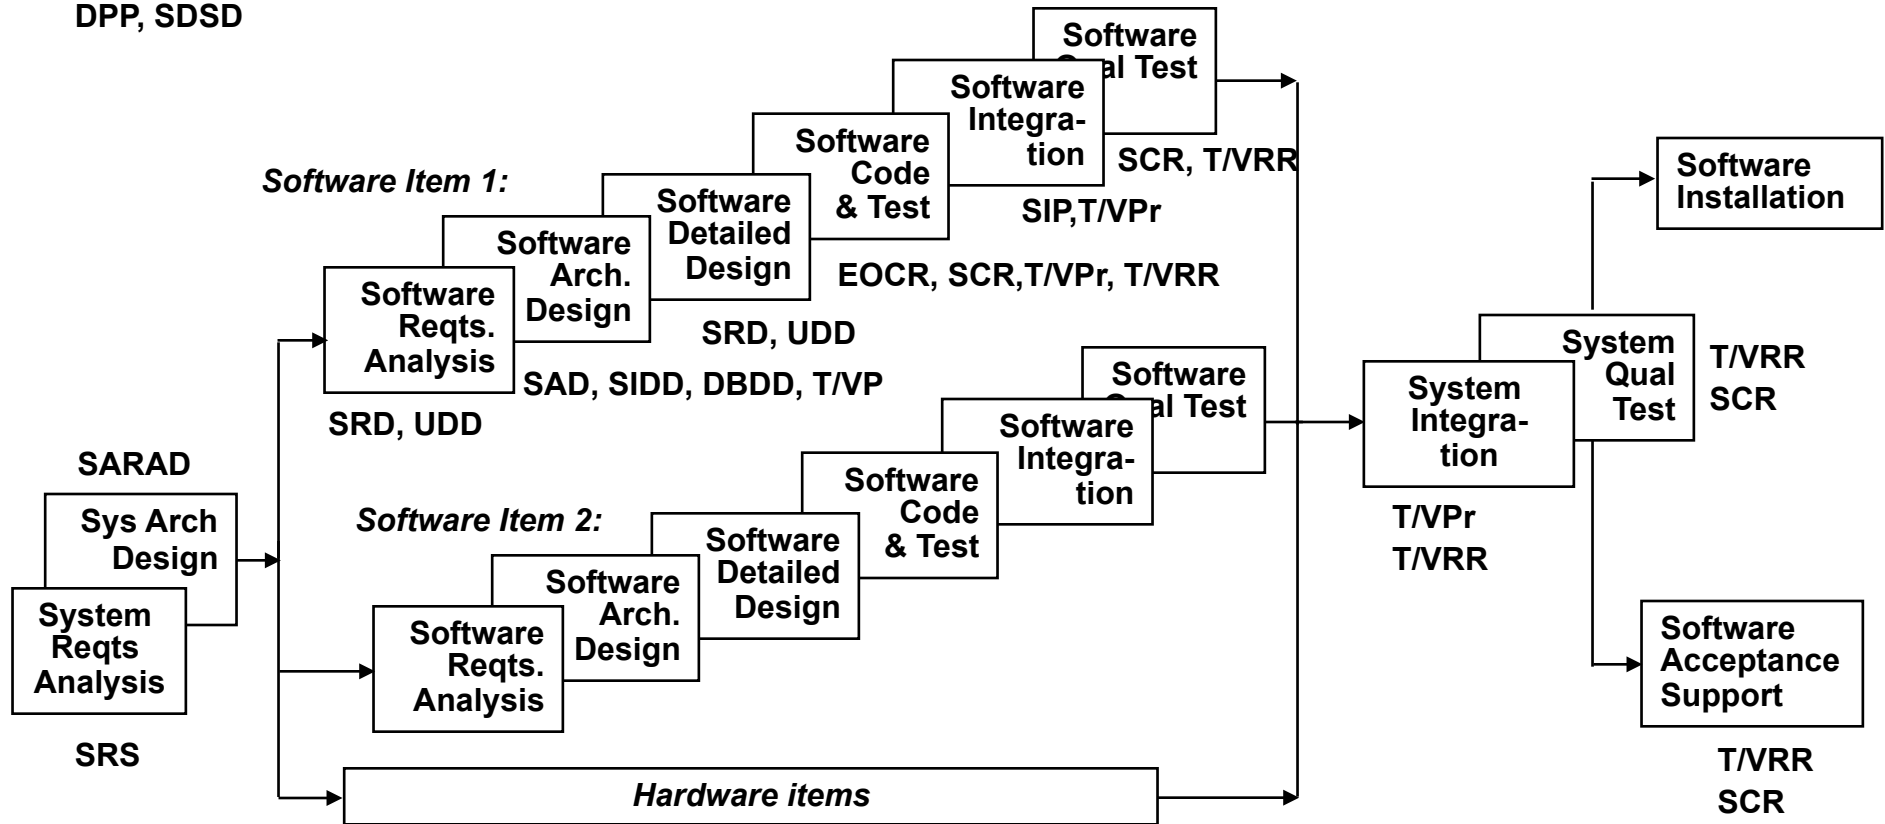 DPP, SDSD
Software
al Test
Software
Integra-
tion
SCR, T/VRR
Software
Code
& Test
SIP,T/VPr
Software Item 1:
Software
Detailed
Design
EOCR, SCR,T/VPr, T/VRR
Software
Arch.
Design
SRD, UDD
Software
Reqts.
Analysis
SAD, SIDD, DBDD, T/VP
SRD, UDD
SARAD
Sys Arch
Design
System
Reqts
Analysis
SRS
Software Item 2:
Software
al Test
Software
Integra-
tion
Software
Code
& Test
Software
Detailed
Design
Software
Arch.
Design
Software
Reqts.
Analysis
Hardware items
System
Integra-
tion
T/VPr
T/VRR
System
Qual
Test
T/VRR
SCR
Software
Installation
Software
Acceptance
Support
T/VRR
SCR